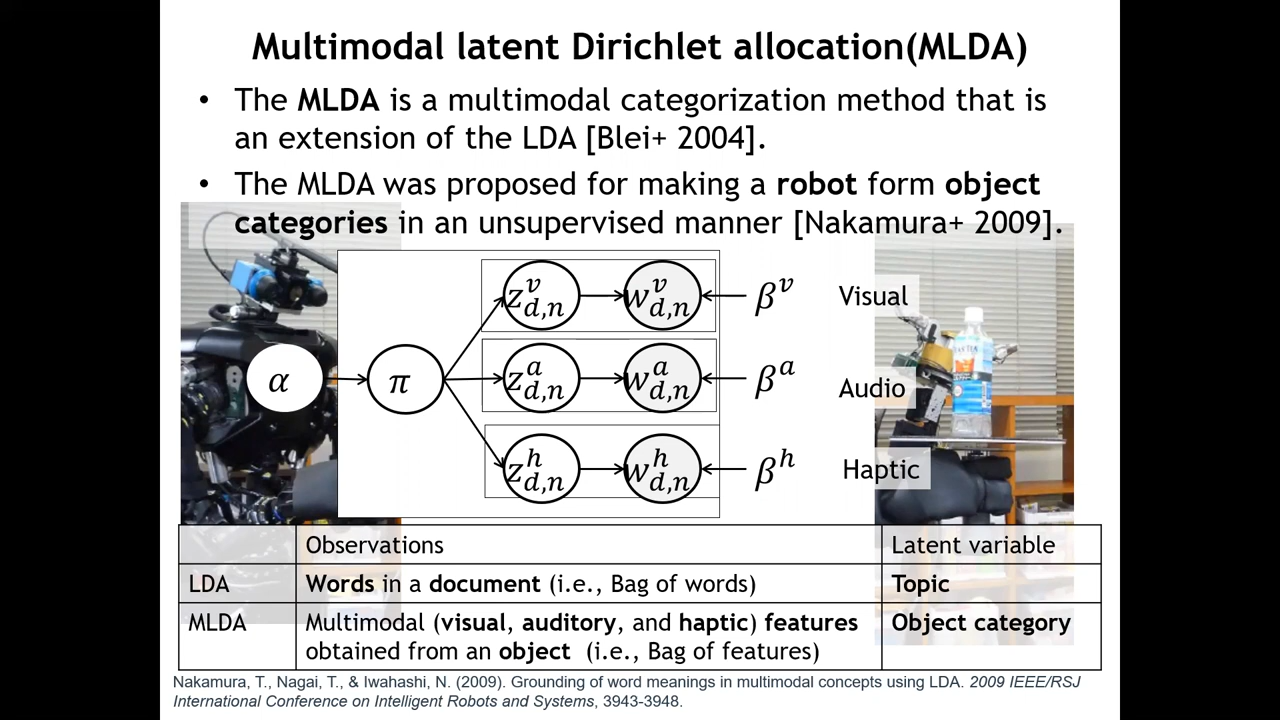 Multimodal latent Dirichlet allocation(MLDA)
• The MLDA is a multimodal categorization method that is
an extension of the LDA [Blei+ 2004].
• The MLDA was proposed for making a robot form object
categories in an unsupervised manner [Nakamura+ 2009].
z^v_{d,n} w^v_{d,n} β^v Visual
α π z^a_{d,n} w^a_{d,n} β^a Audio
z^h_{d,n} w^h_{d,n} β^h Haptic
Observations Latent variable
LDA Words in a document (i.e., Bag of words) Topic
MLDA Multimodal (visual, auditory, and haptic) features Object category
obtained from an object (i.e., Bag of features)
Nakamura, T., Nagai, T., & Iwahashi, N. (2009). Grounding of word meanings in multimodal concepts using LDA. 2009 IEEE/RSJ
International Conference on Intelligent Robots and Systems, 3943-3948.